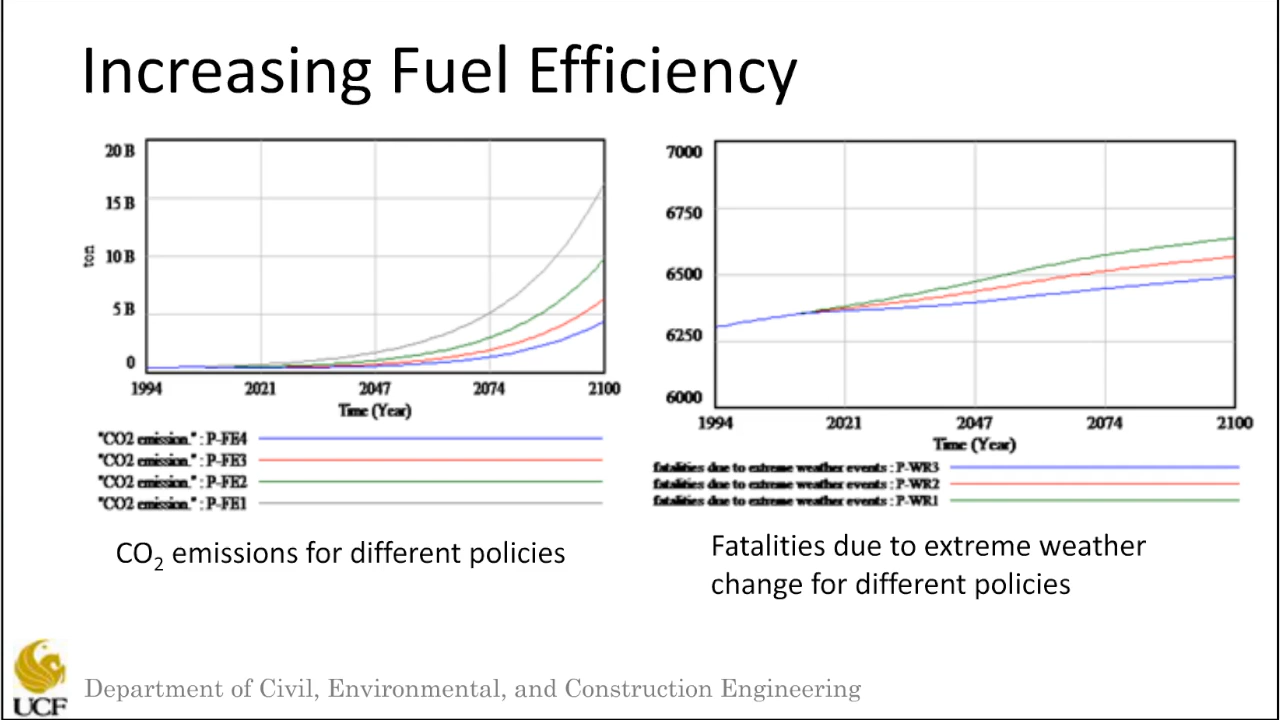 Increasing Fuel Efficiency
20 B
15 B
10 B
5 B
0
ton
1994 2021 2047 2074 2100
Time (Year)
"CO2 emission." : P-FE4
"CO2 emission." : P-FE3
"CO2 emission." : P-FE2
"CO2 emission." : P-FE1
CO2 emissions for different policies
7000
6750
6500
6250
6000
1994 2021 2047 2074 2100
Time (Year)
fatalities due to extreme weather events : P-WR3
fatalities due to extreme weather events : P-WR2
fatalities due to extreme weather events : P-WR1
Fatalities due to extreme weather
change for different policies
UCF
Department of Civil, Environmental, and Construction Engineering